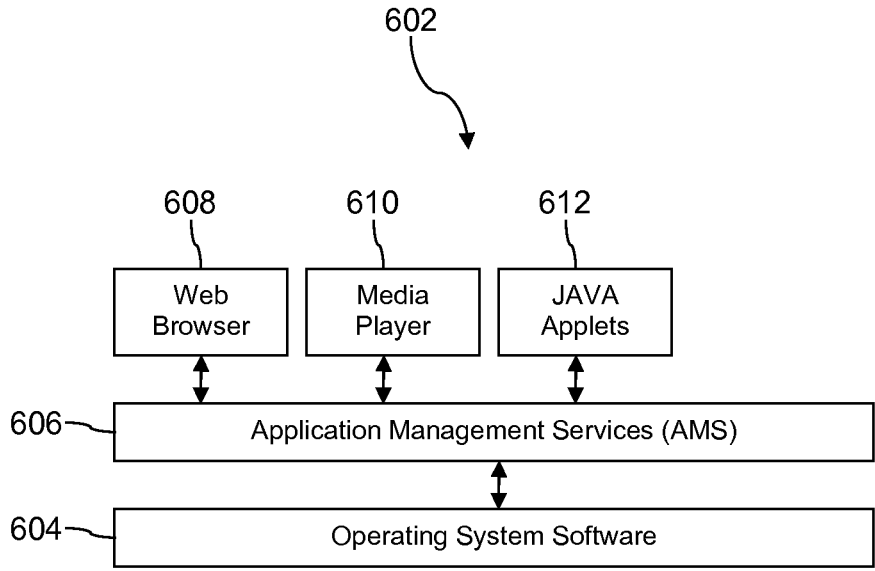 602
608
610
612
Web
Browser
Media
Player
JAVA
Applets
606
Application Management Services (AMS)
604
Operating System Software